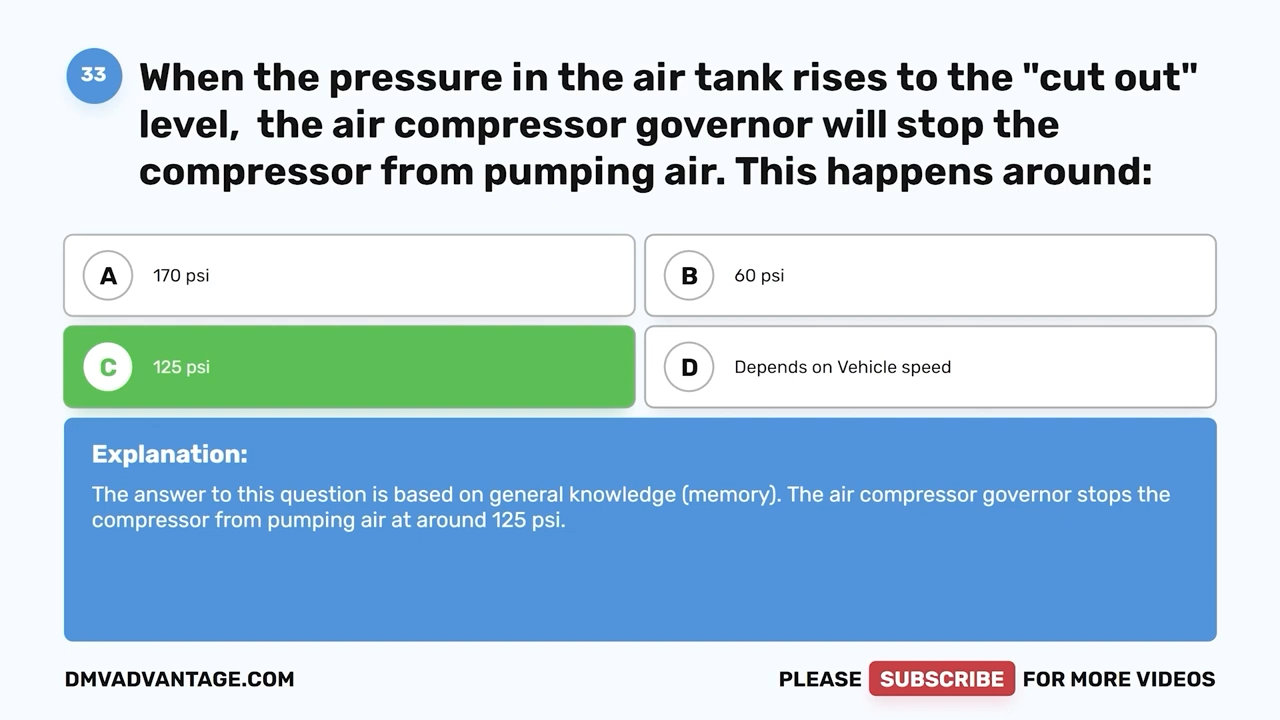 33
When the pressure in the air tank rises to the "cut out"
level,  the air compressor governor will stop the
compressor from pumping air. This happens around:
A 170 psi
B 60 psi
C 125 psi
D Depends on Vehicle speed
Explanation:
The answer to this question is based on general knowledge (memory). The air compressor governor stops the
compressor from pumping air at around 125 psi.
DMVADVANTAGE.COM
PLEASE SUBSCRIBE FOR MORE VIDEOS